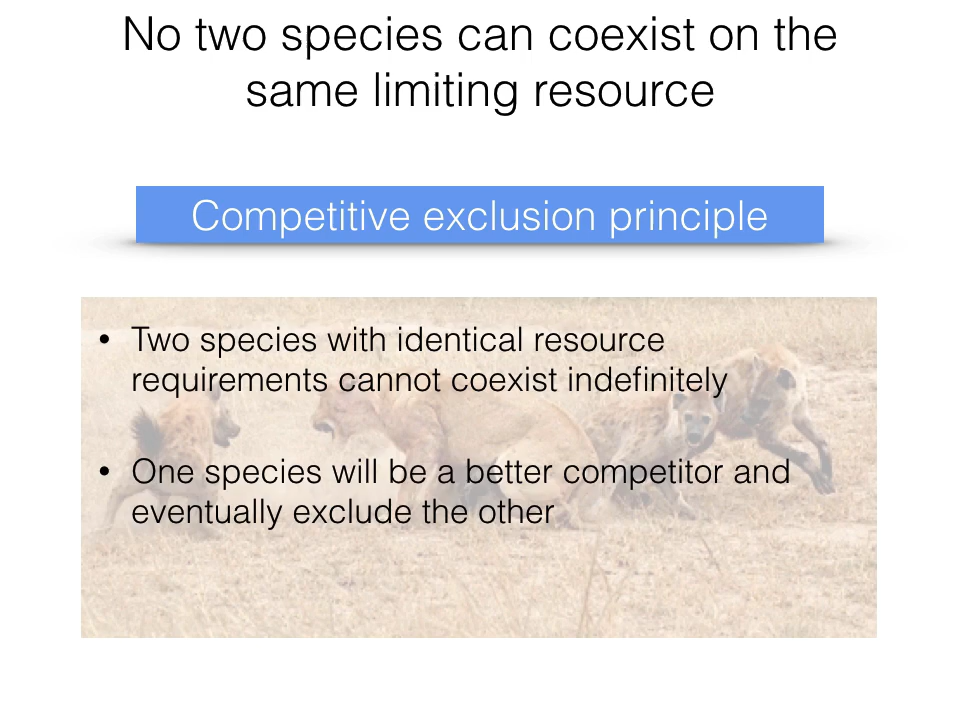 No two species can coexist on the
same limiting resource
Competitive exclusion principle
• Two species with identical resource
requirements cannot coexist indefinitely
• One species will be a better competitor and
eventually exclude the other